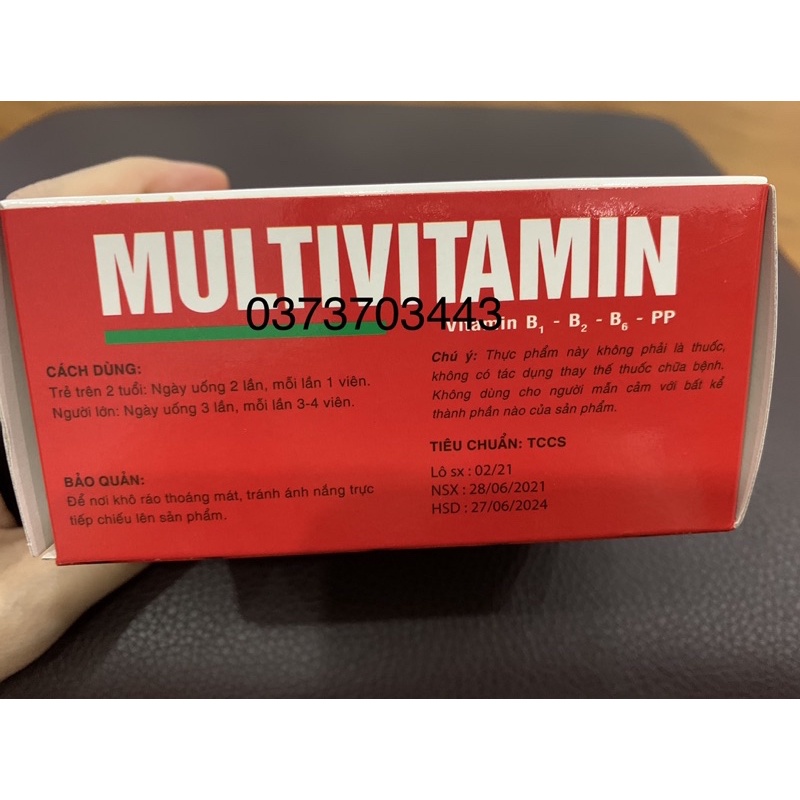 MULTIVITAMIN
0373703443
Vitamin B₁ - B₂ - B₆ - PP
CÁCH DÙNG:
Trẻ trên 2 tuổi: Ngày uống 2 lần, mỗi lần 1 viên.
Người lớn: Ngày uống 3 lần, mỗi lần 3-4 viên.
BẢO QUẢN:
Để nơi khô ráo thoáng mát, tránh ánh nắng trực
tiếp chiếu lên sản phẩm.
Chú ý: Thực phẩm này không phải là thuốc,
không có tác dụng thay thế thuốc chữa bệnh.
Không dùng cho người mẫn cảm với bất kể
thành phần nào của sản phẩm.
TIÊU CHUẨN: TCCS
Lô sx : 02/21
NSX : 28/06/2021
HSD : 27/06/2024